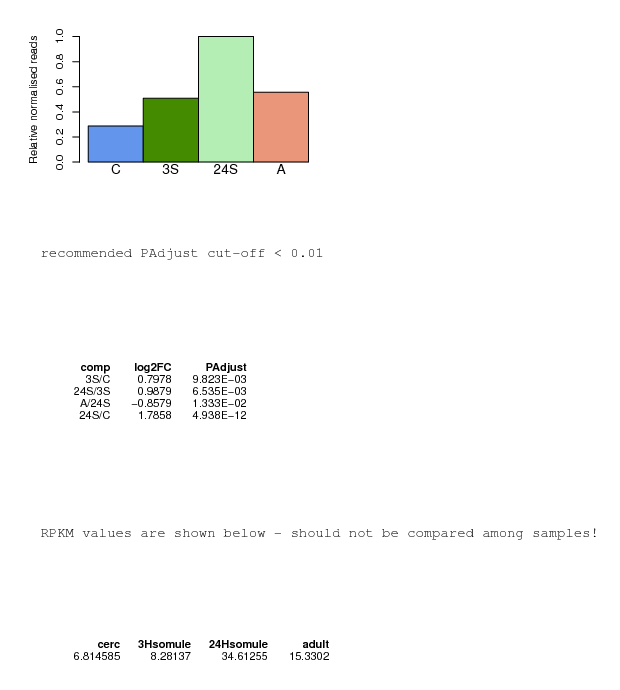 Relative normalised reads
1.0
0.8
0.6
0.4
0.2
0.0
C 3S 24S A
recommended PAdjust cut-off < 0.01
comp log2FC PAdjust
3S/C 0.7978 9.823E-03
24S/3S 0.9879 6.535E-03
A/24S -0.8579 1.333E-02
24S/C 1.7858 4.938E-12
RPKM values are shown below - should not be compared among samples!
cerc 3Hsomule 24Hsomule adult
6.814585 8.28137 34.61255 15.3302